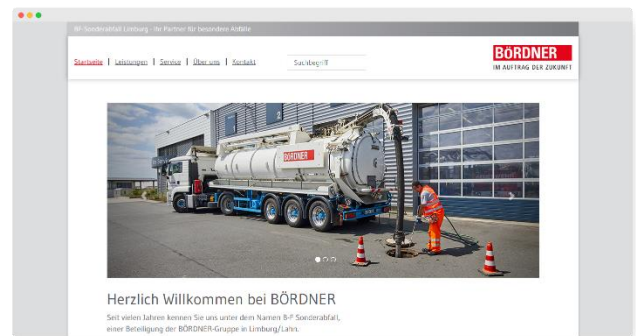 BF-Sonderabfall Limburg - Ihr Partner für besondere Abfälle
Startseite | Leistungen | Service | Über uns | Kontakt
Suchbegriff
BÖRDNER
IM AUFTRAG DER ZUKUNFT
BÖRDNER
Herzlich Willkommen bei BÖRDNER
Seit vielen Jahren kennen Sie uns unter dem Namen B-F Sonderabfall,
einer Beteiligung der BÖRDNER-Gruppe in Limburg/Lahn.